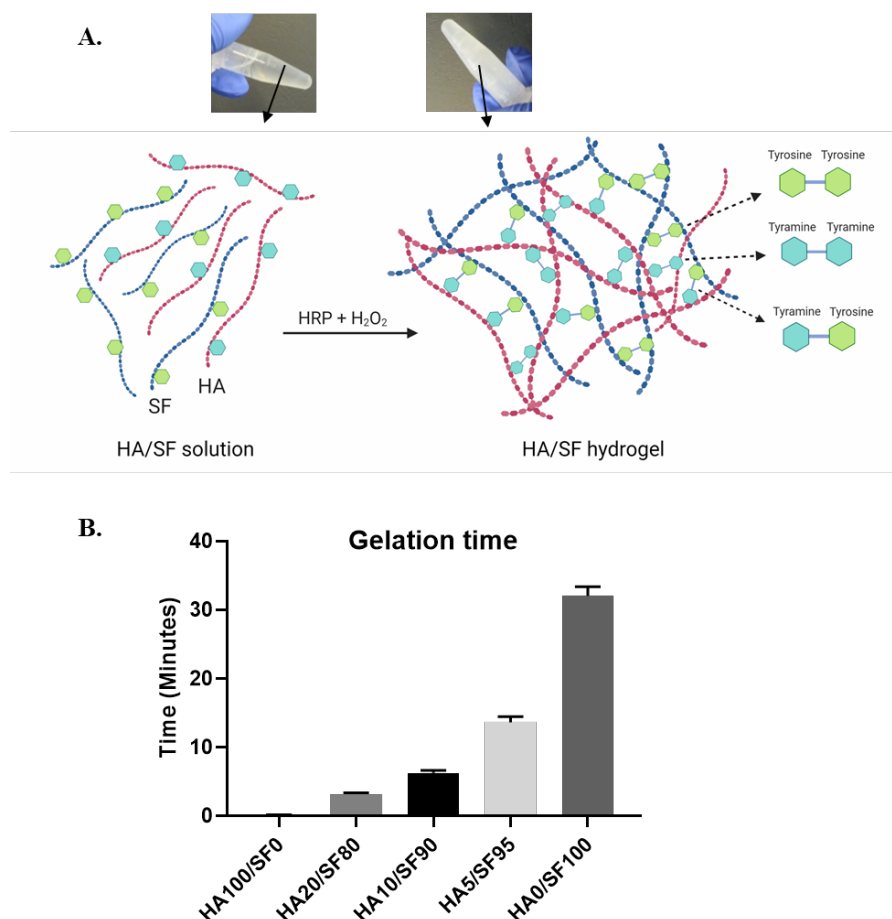 A.
Tyrosine Tyrosine
Tyramine Tyramine
Tyramine Tyrosine
HRP + H₂O₂
SF
HA
HA/SF solution
HA/SF hydrogel
B.
Gelation time
Time (Minutes)
40
30
20
10
0
HA100/SF0
HA20/SF80
HA10/SF90
HA5/SF95
HA0/SF100